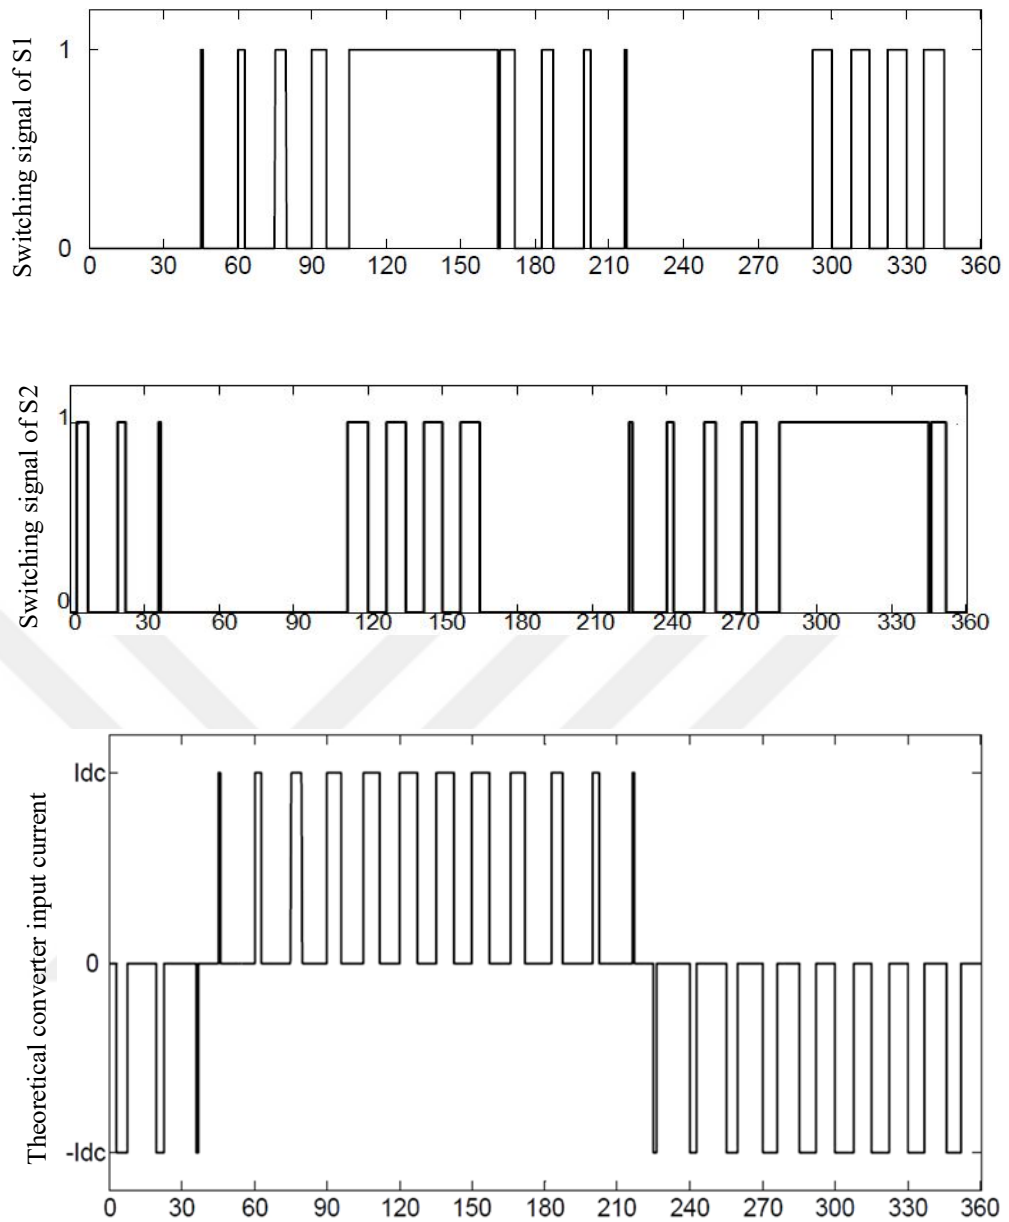 Switching signal of S1
1
0
0 30 60 90 120 150 180 210 240 270 300 330 360
Switching signal of S2
1
0
0 30 60 90 120 150 180 210 240 270 300 330 360
Theoretical converter input current
Idc
0
-Idc
0 30 60 90 120 150 180 210 240 270 300 330 360